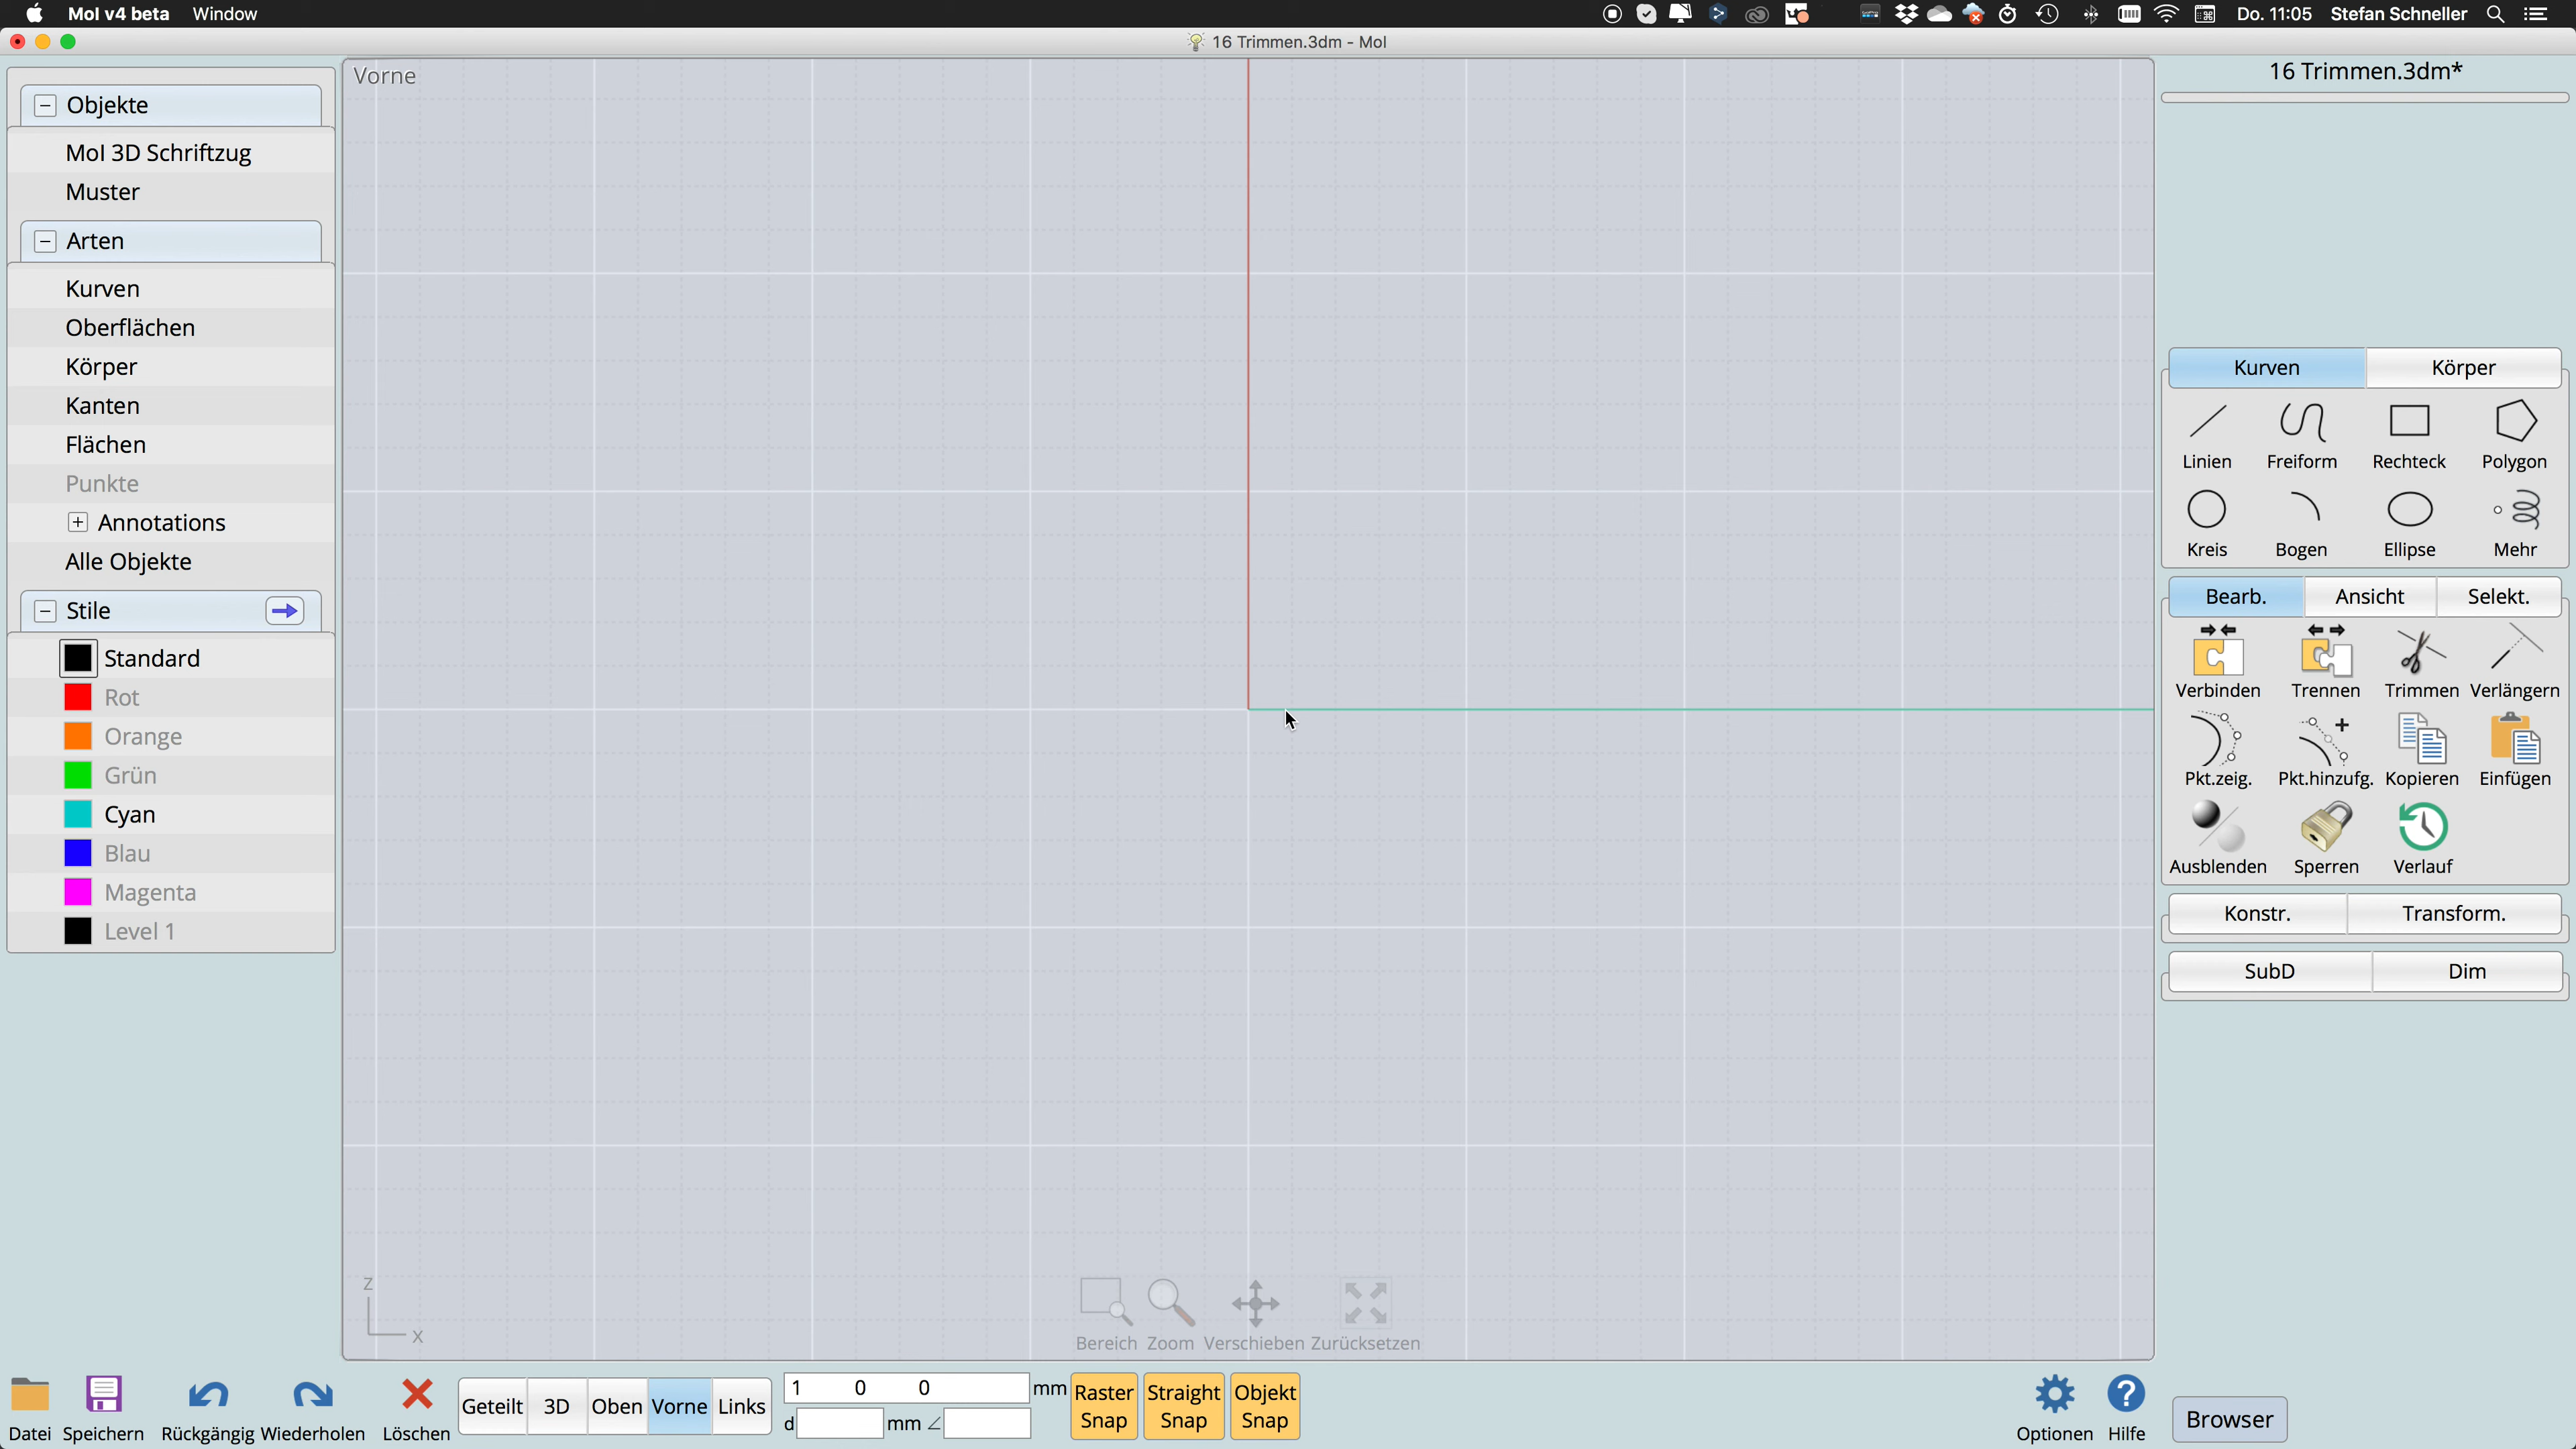 MoI v4 beta Window Do. 11:05 Stefan Schneller
16 Trimmen.3dm - MoI
Vorne
16 Trimmen.3dm*
Objekte
MoI 3D Schriftzug
Muster
Arten
Kurven
Oberflächen
Körper
Kanten
Flächen
Punkte
Annotations
Alle Objekte
Stile
Standard
Rot
Orange
Grün
Cyan
Blau
Magenta
Level 1
Kurven Körper
Linien Freiform Rechteck Polygon
Kreis Bogen Ellipse Mehr
Bearb. Ansicht Selekt.
Verbinden Trennen Trimmen Verlängern
Pkt.zeig. Pkt.hinzufg. Kopieren Einfügen
Ausblenden Sperren Verlauf
Konstr. Transform.
SubD Dim
z
x
Bereich Zoom Verschieben Zurücksetzen
Datei Speichern Rückgängig Wiederholen Löschen
Geteilt 3D Oben Vorne Links
1 0 0 mm
d mm
Raster Snap
Straight Snap
Objekt Snap
Optionen Hilfe
Browser